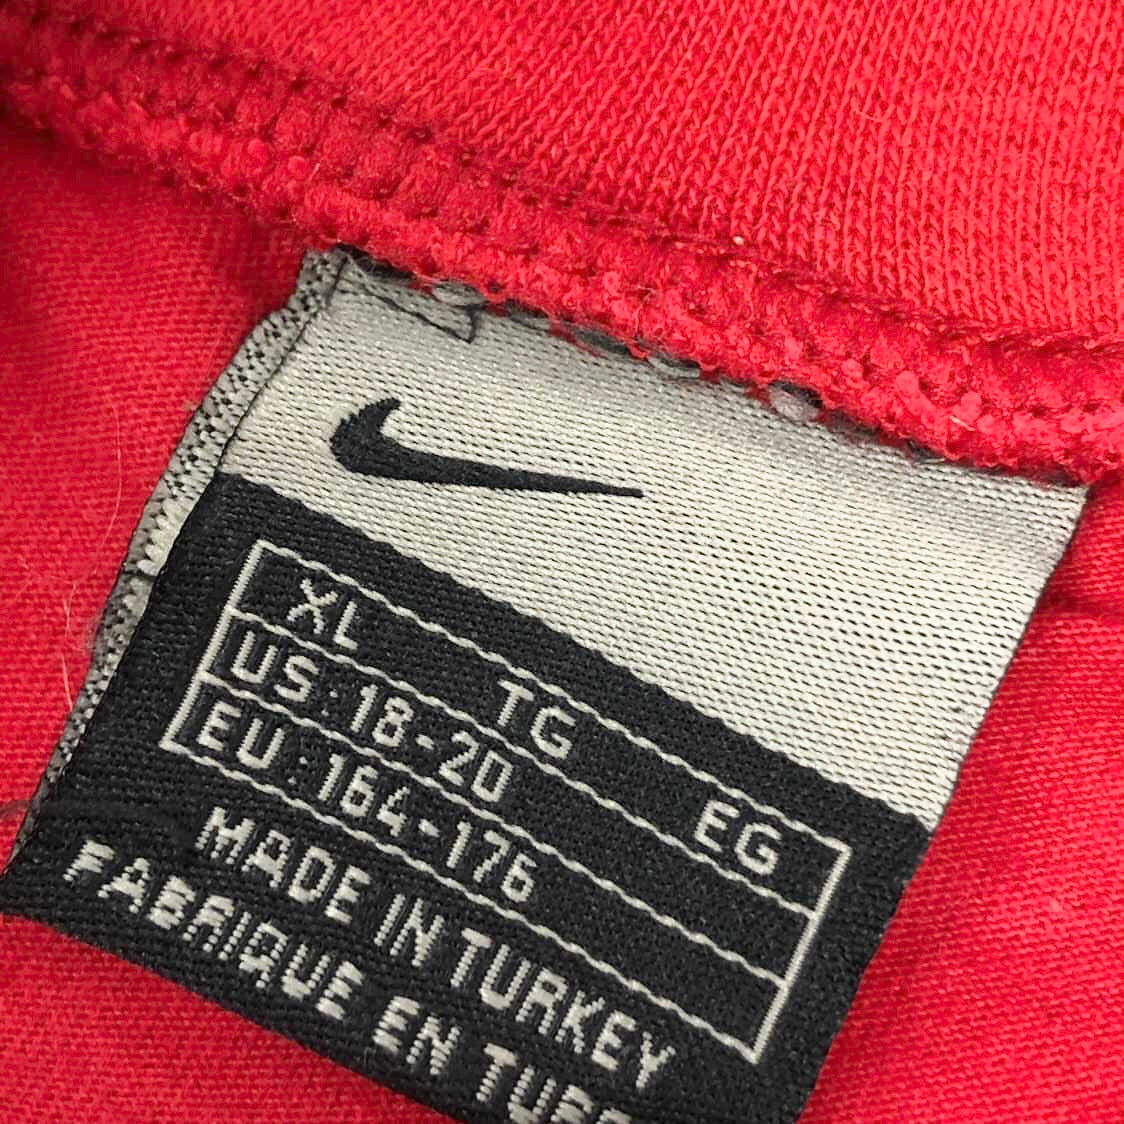 XL TG EG
US: 18-20
EU: 164-176
MADE IN TURKEY
FABRIQUE EN